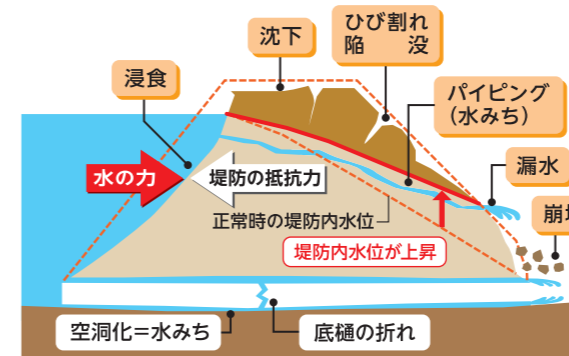 ひび割れ
陥　没
沈下
浸食
パイピング
（水みち）
漏水
水の力
堤防の抵抗力
正常時の堤防内水位
堤防内水位が上昇
空洞化＝水みち
底樋の折れ